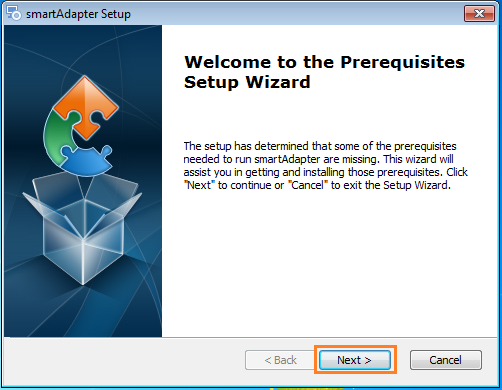 smartAdapter Setup
Welcome to the Prerequisites
Setup Wizard
The setup has determined that some of the prerequisites
needed to run smartAdapter are missing. This wizard will
assist you in getting and installing those prerequisites. Click
"Next" to continue or "Cancel" to exit the Setup Wizard.
< Back
Next >
Cancel